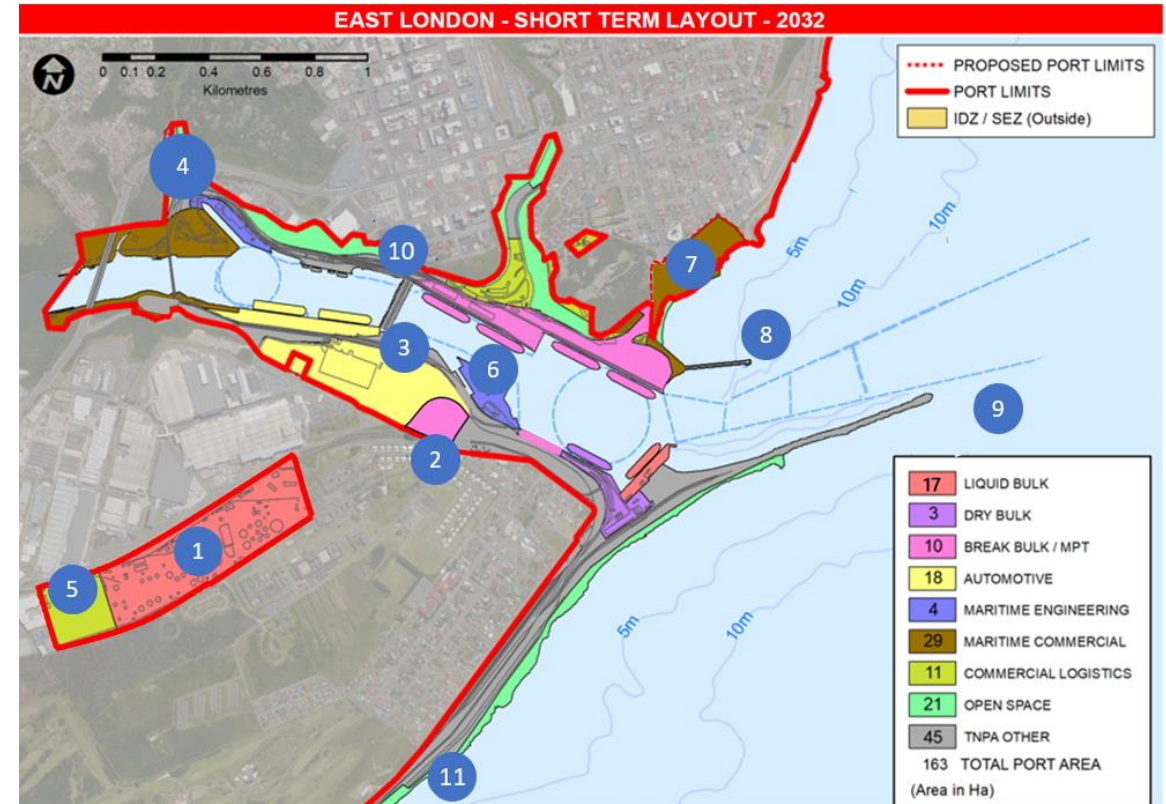 EAST LONDON - SHORT TERM LAYOUT - 2032
N
0 0.1 0.2 0.4 0.6 0.8 1
Kilometres
PROPOSED PORT LIMITS
PORT LIMITS
IDZ / SEZ (Outside)
4
10
7
5m
10m
10m
8
3
6
9
2
1
5
5m
10m
11
17 LIQUID BULK
3 DRY BULK
10 BREAK BULK / MPT
18 AUTOMOTIVE
4 MARITIME ENGINEERING
29 MARITIME COMMERCIAL
11 COMMERCIAL LOGISTICS
21 OPEN SPACE
45 TNPA OTHER
163 TOTAL PORT AREA
(Area in Ha)